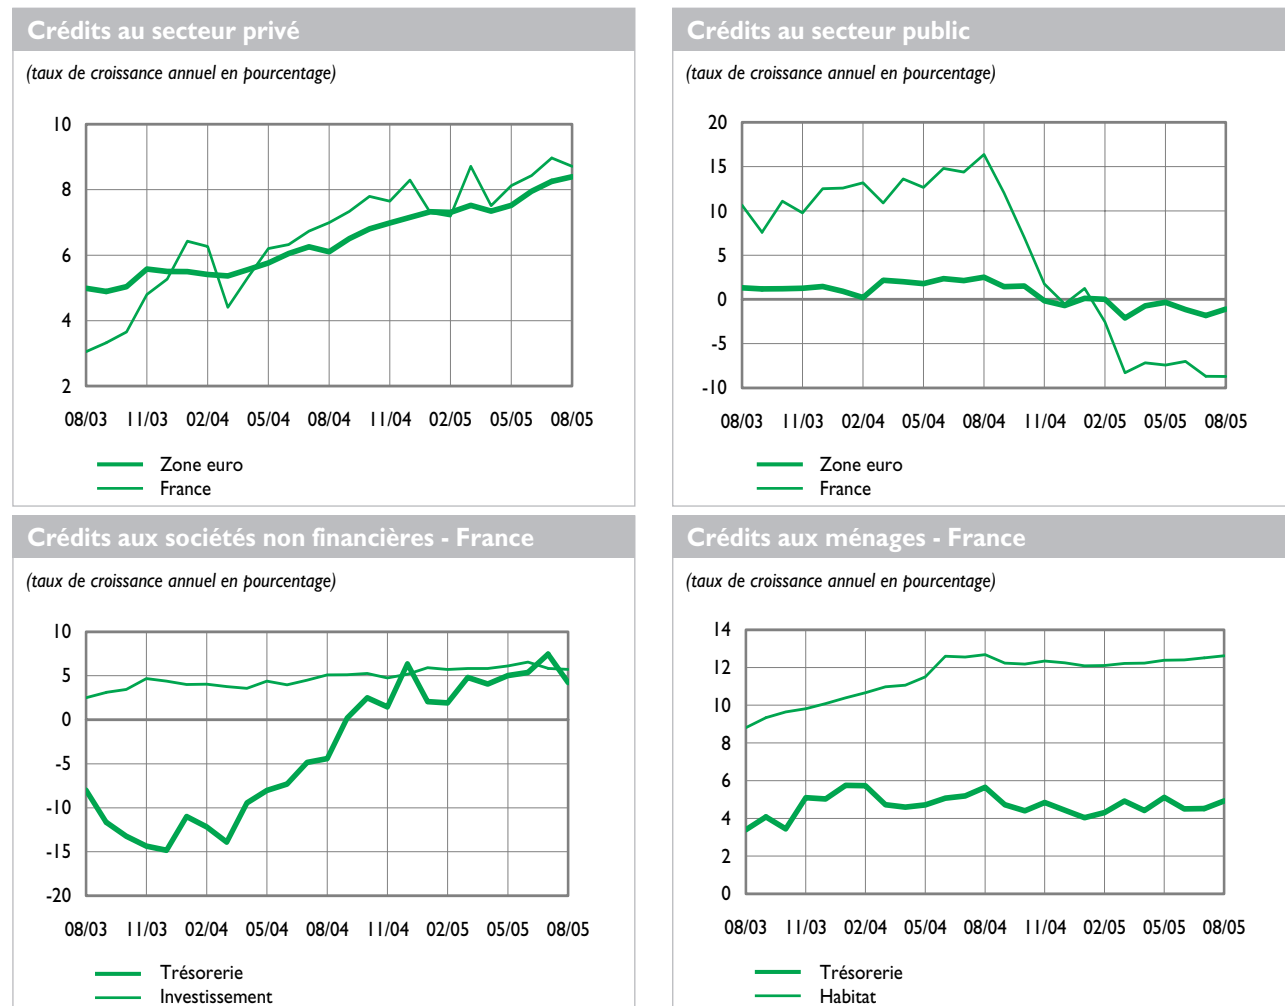 Crédits au secteur privé
(taux de croissance annuel en pourcentage)
10
8
6
4
2
08/03 11/03 02/04 05/04 08/04 11/04 02/05 05/05 08/05
Zone euro
France
Crédits au secteur public
(taux de croissance annuel en pourcentage)
20
15
10
5
0
-5
-10
08/03 11/03 02/04 05/04 08/04 11/04 02/05 05/05 08/05
Zone euro
France
Crédits aux sociétés non financières - France
(taux de croissance annuel en pourcentage)
10
5
0
-5
-10
-15
-20
08/03 11/03 02/04 05/04 08/04 11/04 02/05 05/05 08/05
Trésorerie
Investissement
Crédits aux ménages - France
(taux de croissance annuel en pourcentage)
14
12
10
8
6
4
2
0
08/03 11/03 02/04 05/04 08/04 11/04 02/05 05/05 08/05
Trésorerie
Habitat